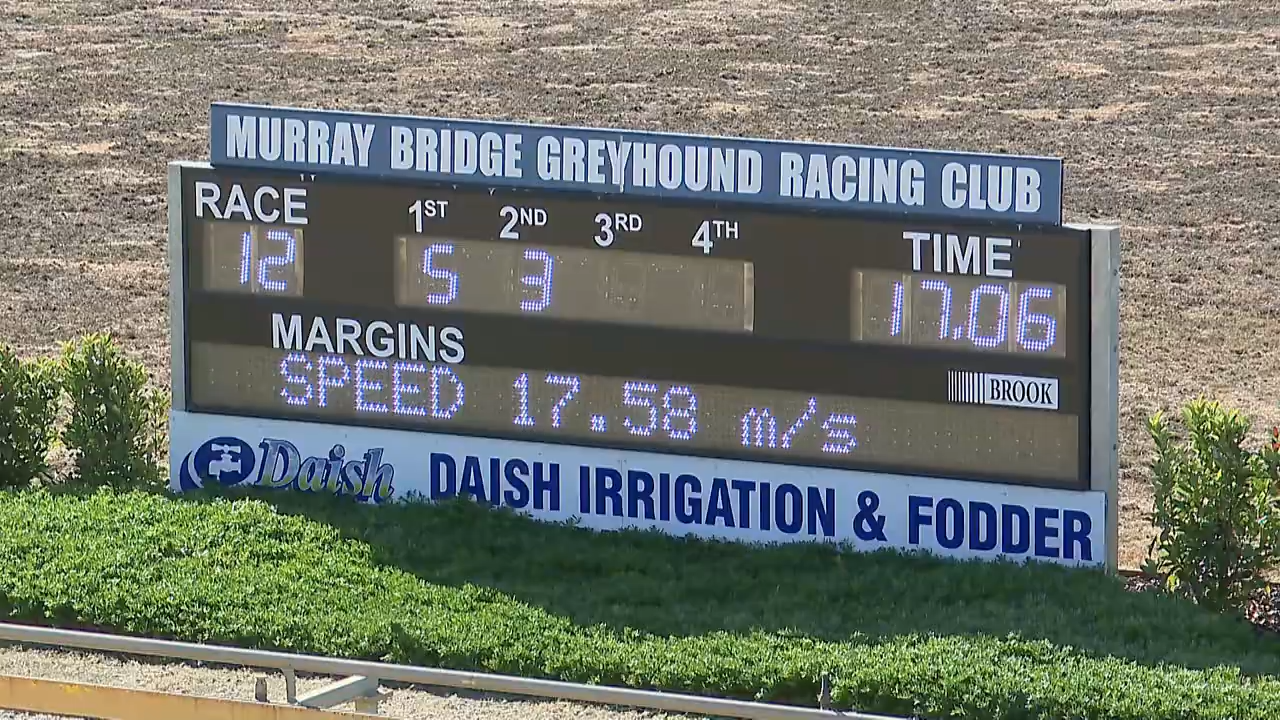 MURRAY BRIDGE GREYHOUND RACING CLUB
RACE 1ST 2ND 3RD 4TH TIME
12 5 3 17.06
MARGINS
BROOK
SPEED 17.58 m/s
Daish DAISH IRRIGATION & FODDER